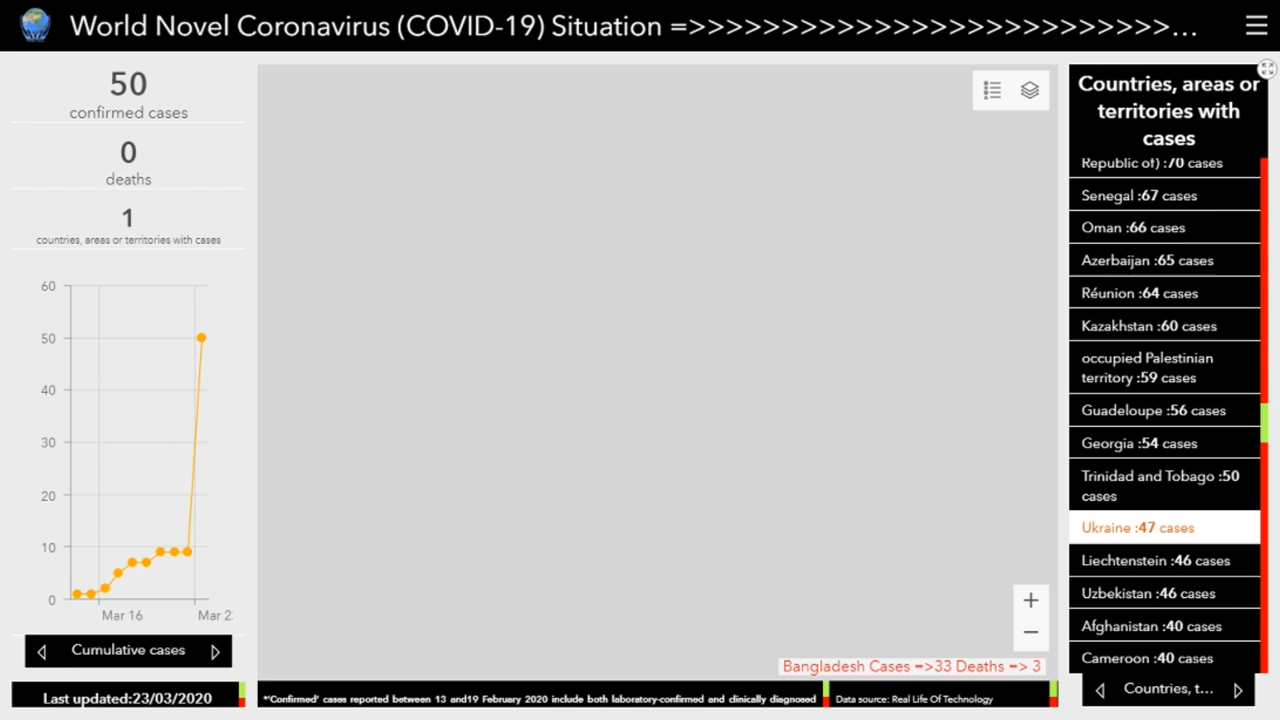 World Novel Coronavirus (COVID-19) Situation =>>>>>>>>>>>>>>>>>>>>>>>>>>...
50
confirmed cases
0
deaths
1
countries, areas or territories with cases
60
50
40
30
20
10
0
Mar 16
Mar 2
Cumulative cases
Last updated:23/03/2020
Bangladesh Cases =>33 Deaths => 3
*'Confirmed' cases reported between 13 and19 February 2020 include both laboratory-confirmed and clinically diagnosed
Data source: Real Life Of Technology
Countries, areas or
territories with
cases
Republic of) :70 cases
Senegal :67 cases
Oman :66 cases
Azerbaijan :65 cases
Réunion :64 cases
Kazakhstan :60 cases
occupied Palestinian
territory :59 cases
Guadeloupe :56 cases
Georgia :54 cases
Trinidad and Tobago :50
cases
Ukraine :47 cases
Liechtenstein :46 cases
Uzbekistan :46 cases
Afghanistan :40 cases
Cameroon :40 cases
Countries, t...